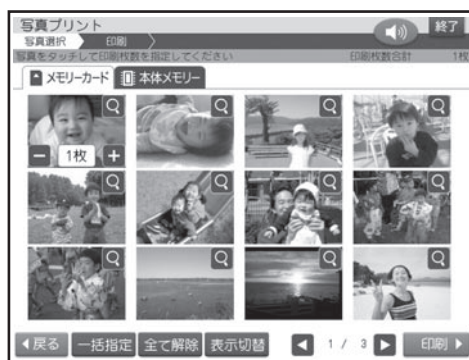 写真プリント 終了
写真選択 印刷
写真をタッチして印刷枚数を指定してください 印刷枚数合計 1枚
メモリーカード 本体メモリー
1枚
戻る 一括指定 全て解除 表示切替 1 / 3 印刷